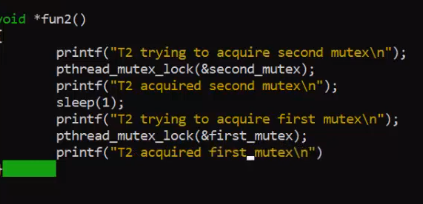 void *fun2()
{
printf("T2 trying to acquire second mutex\n");
pthread_mutex_lock(&second_mutex);
printf("T2 acquired second mutex\n");
sleep(1);
printf("T2 trying to acquire first mutex\n");
pthread_mutex_lock(&first_mutex);
printf("T2 acquired first_mutex\n")
}